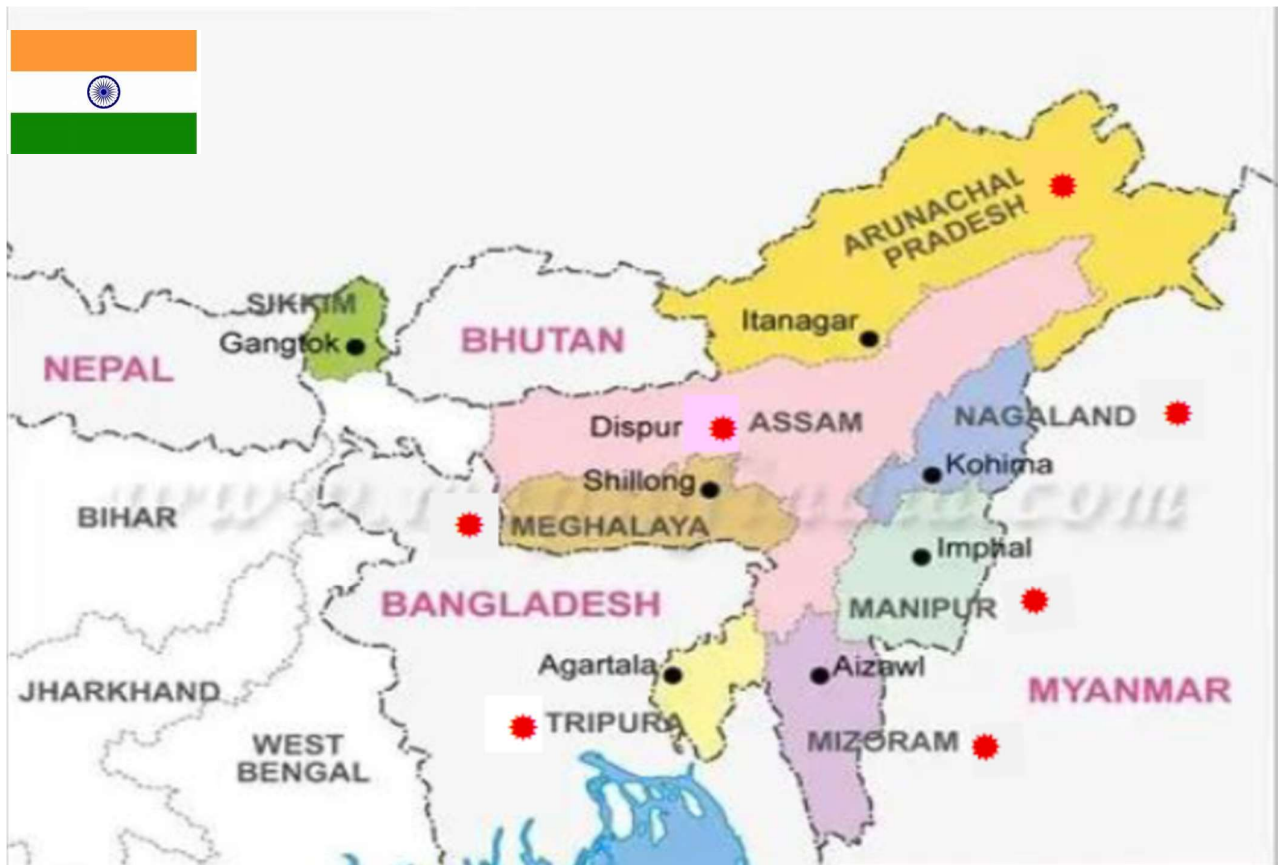 ARUNACHAL
PRADESH
SIKKIM
Gangtok
NEPAL
BHUTAN
Itanagar
Dispur
ASSAM
NAGALAND
Kohima
Shillong
MEGHALAYA
BIHAR
Imphal
BANGLADESH
MANIPUR
Agartala
Aizawl
JHARKHAND
MYANMAR
TRIPURA
WEST
BENGAL
MIZORAM